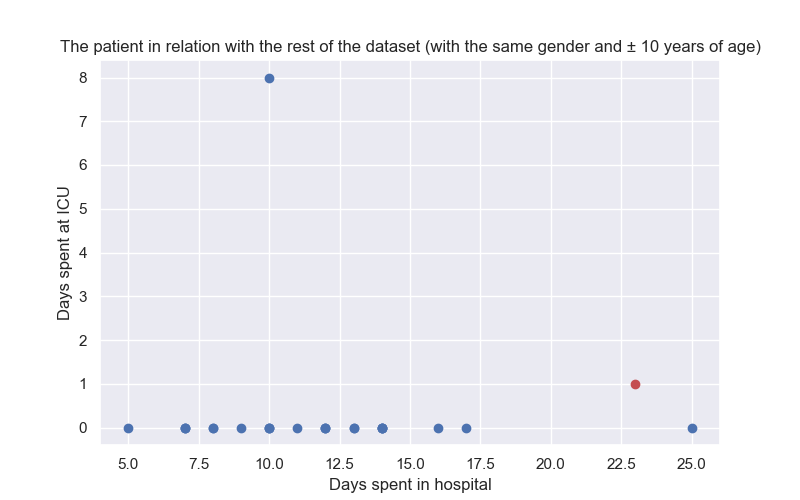 The patient in relation with the rest of the dataset (with the same gender and ± 10 years of age)
8
7
6
5
4
3
2
1
0
Days spent at ICU
5.0 7.5 10.0 12.5 15.0 17.5 20.0 22.5 25.0
Days spent in hospital